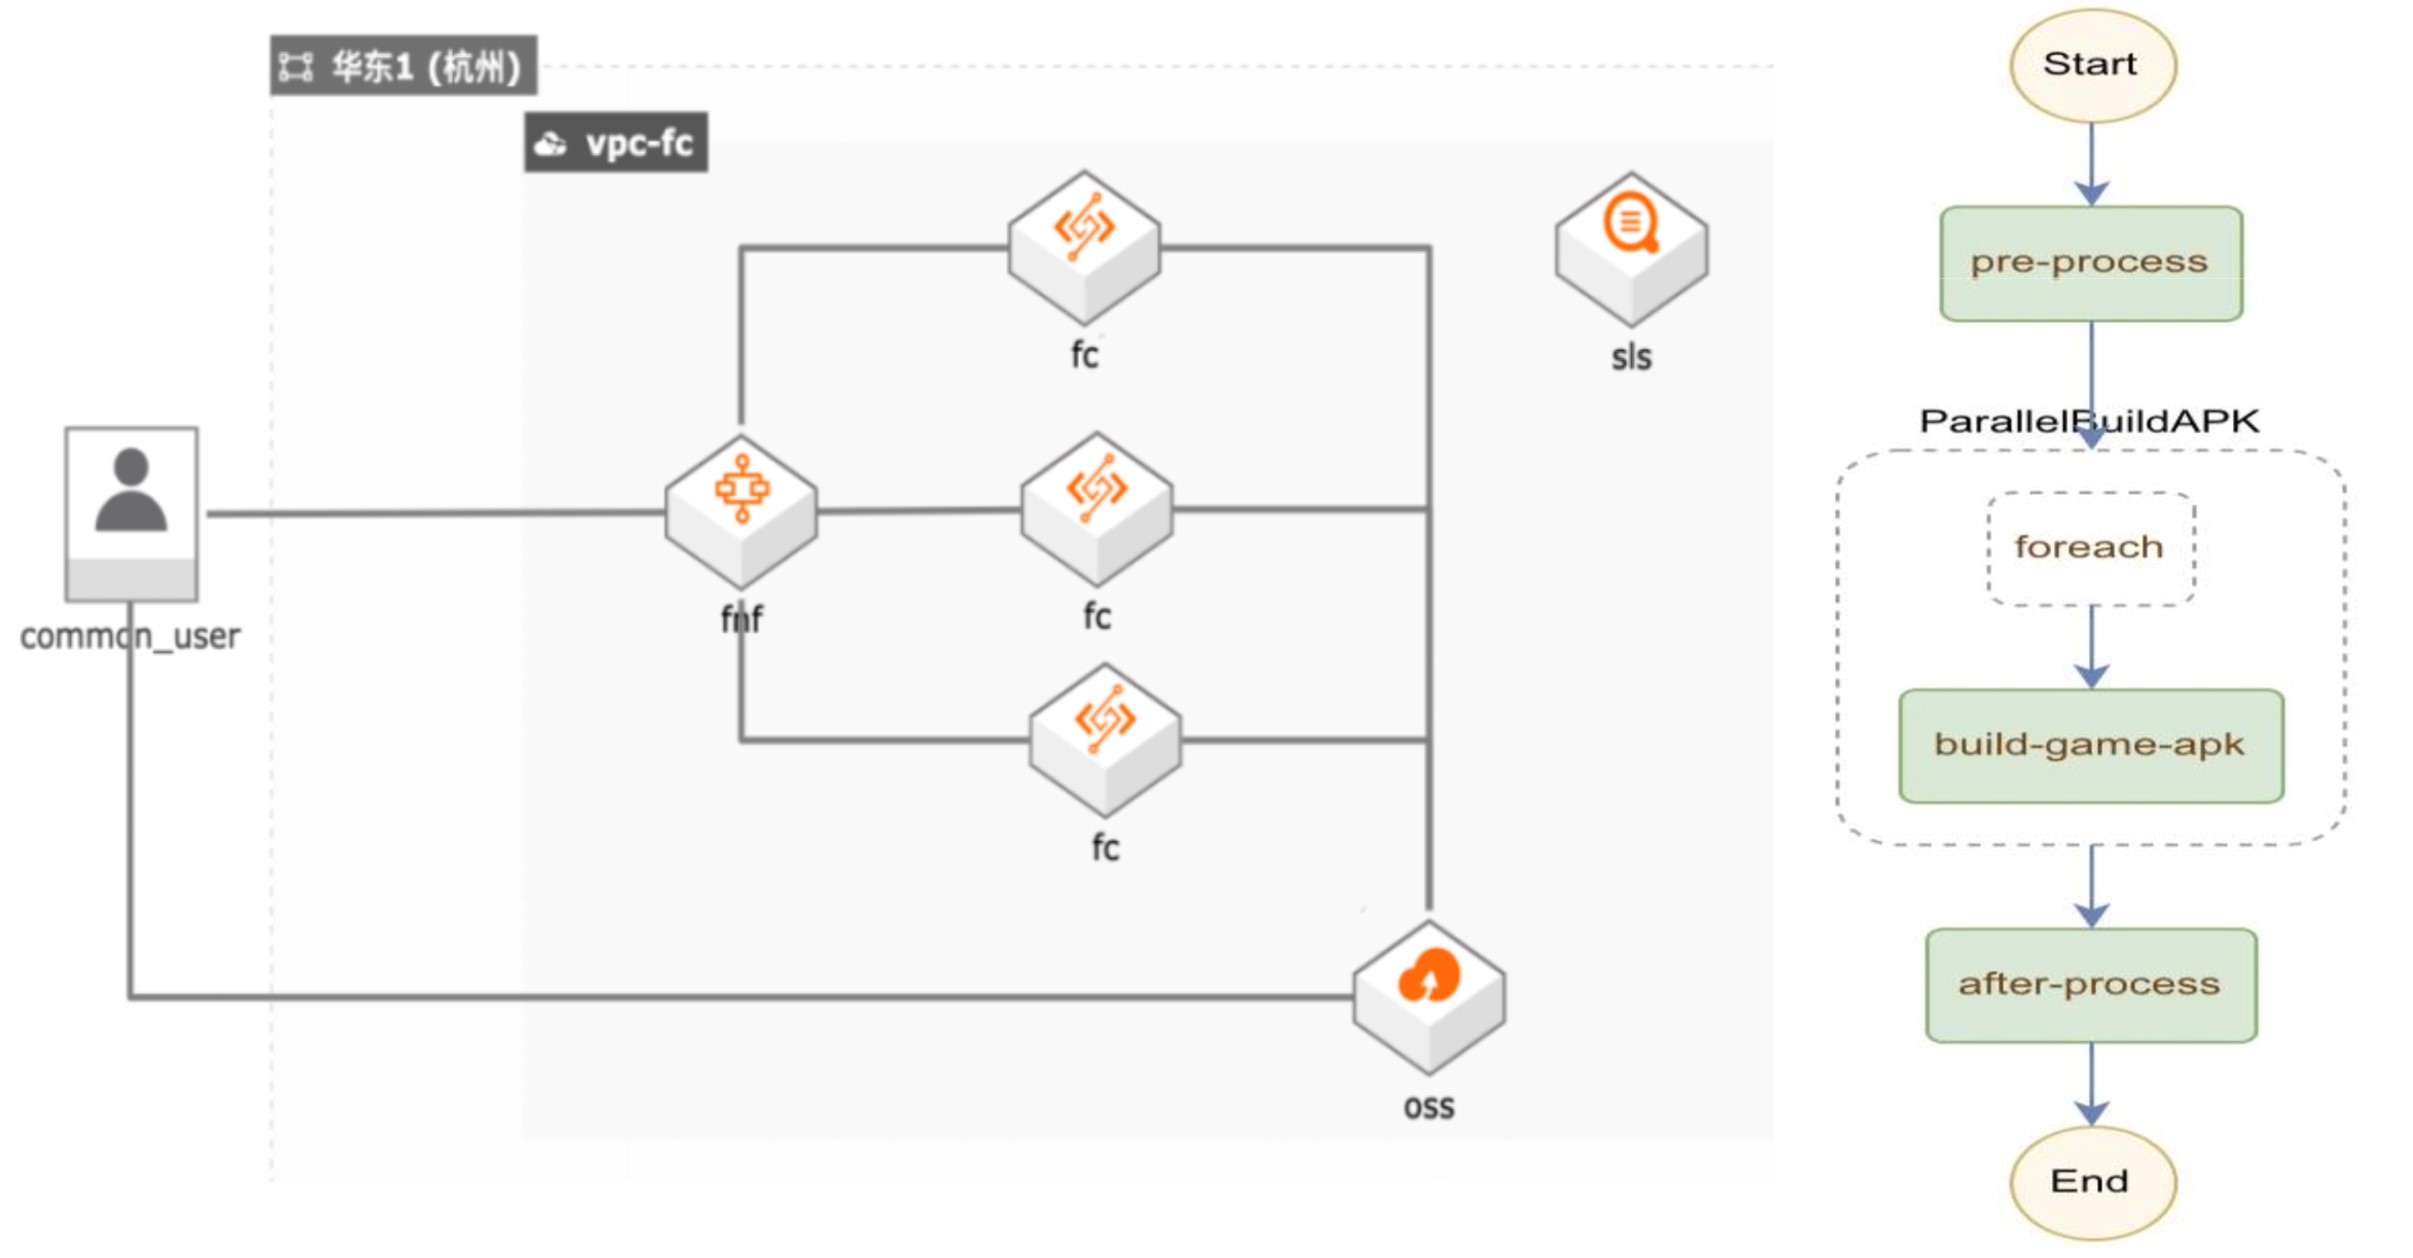 华东1 (杭州)
vpc-fc
fc
sls
common_user
fnf
fc
fc
oss
Start
pre-process
ParallelBuildAPK
foreach
build-game-apk
after-process
End